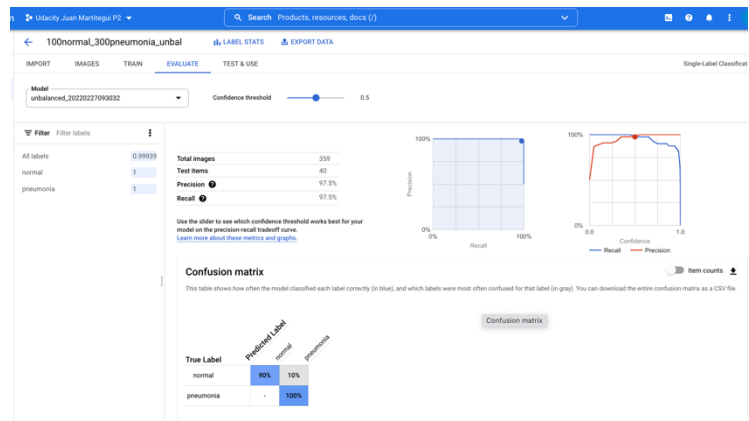 Udacity Juan Martitegui P2
Search Products, resources, docs (/)
100normal_300pneumonia_unbal
LABEL STATS
EXPORT DATA
IMPORT
IMAGES
TRAIN
EVALUATE
TEST & USE
Single-Label Classificat
Model
unbalanced_20220227093032
Confidence threshold
0.5
Filter Filter labels
All labels 0.99939
normal 1
pneumonia 1
Total images 359
Test items 40
Precision 97.5%
Recall 97.5%
Use the slider to see which confidence threshold works best for your
model on the precision-recall tradeoff curve.
Learn more about these metrics and graphs.
100%
Precision
0%
0%
100%
Recall
100%
0%
0.0
1.0
Confidence
Recall
Precision
Confusion matrix
Item counts
This table shows how often the model classified each label correctly (in blue), and which labels were most often confused for that label (in gray). You can download the entire confusion matrix as a CSV file.
Confusion matrix
Predicted Label
normal
pneumonia
True Label
normal 90% 10%
pneumonia - 100%